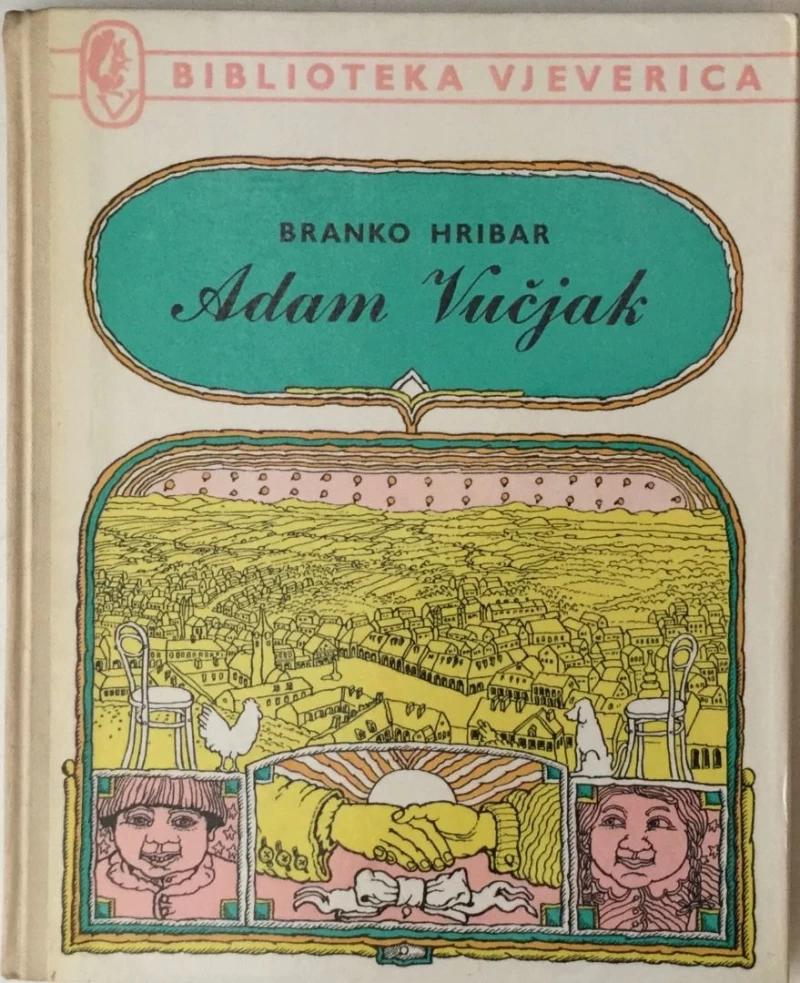 BIBLIOTEKA VJEVERICA
BRANKO HRIBAR
Adam Vučjak